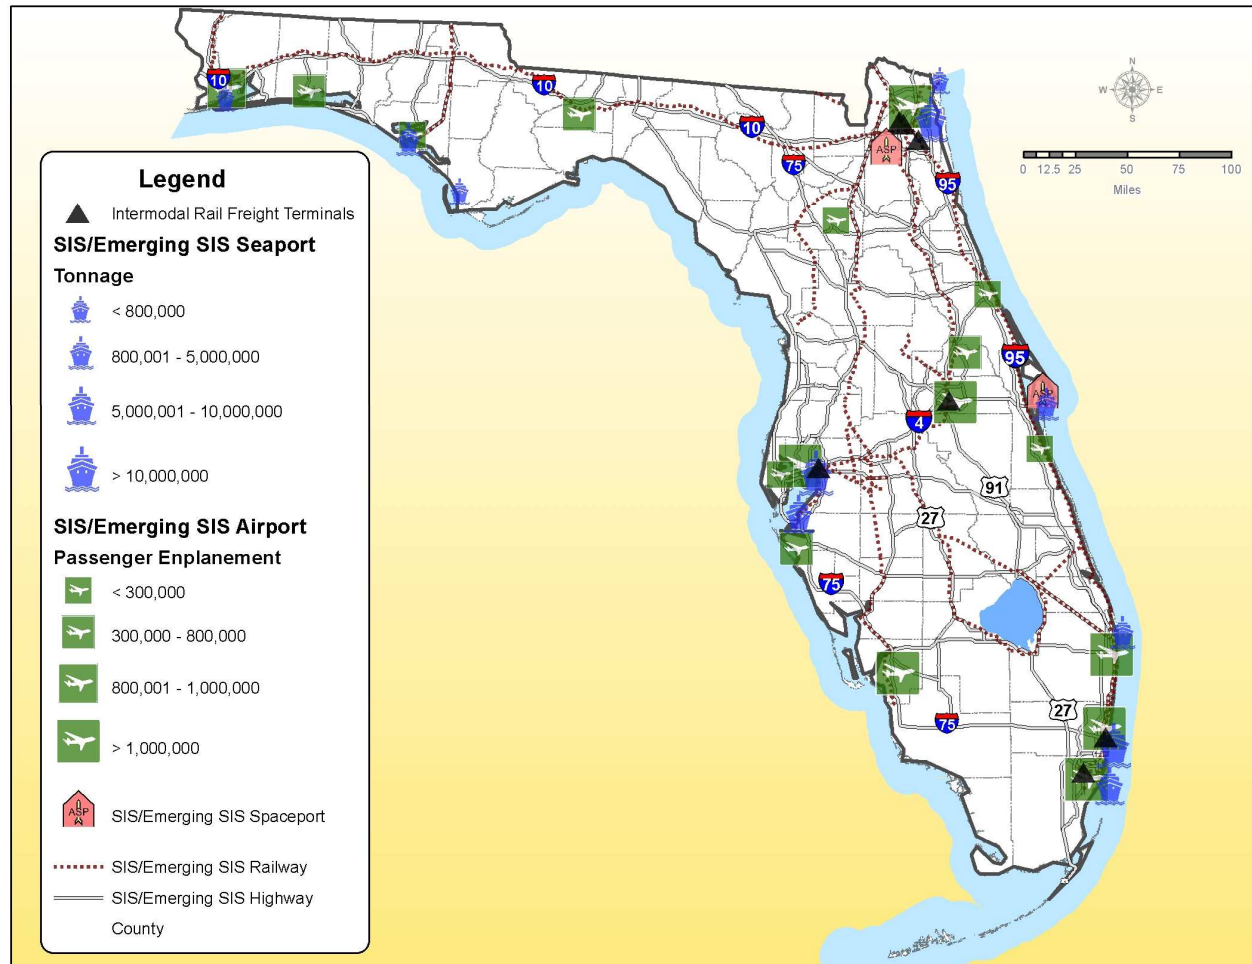 Legend
Intermodal Rail Freight Terminals
SIS/Emerging SIS Seaport
Tonnage
< 800,000
800,001 - 5,000,000
5,000,001 - 10,000,000
> 10,000,000
SIS/Emerging SIS Airport
Passenger Enplanement
< 300,000
300,000 - 800,000
800,001 - 1,000,000
> 1,000,000
ASP
SIS/Emerging SIS Spaceport
SIS/Emerging SIS Railway
SIS/Emerging SIS Highway
County
10
10
10
75
ASP
95
95
ASP
4
91
27
75
27
75
N
W E
S
0 12.5 25 50 75 100
Miles